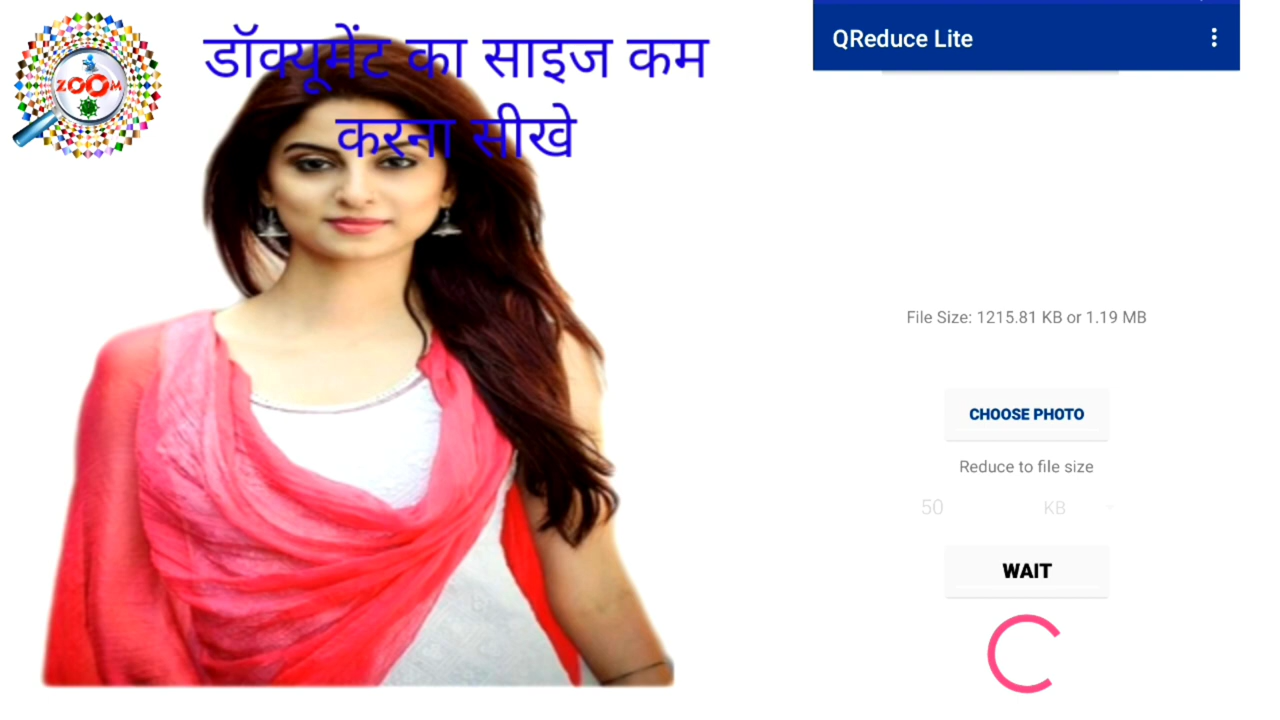 ZOOM
डॉक्यूमेंट का साइज कम
करना सीखे
QReduce Lite
File Size: 1215.81 KB or 1.19 MB
CHOOSE PHOTO
Reduce to file size
50 KB
WAIT